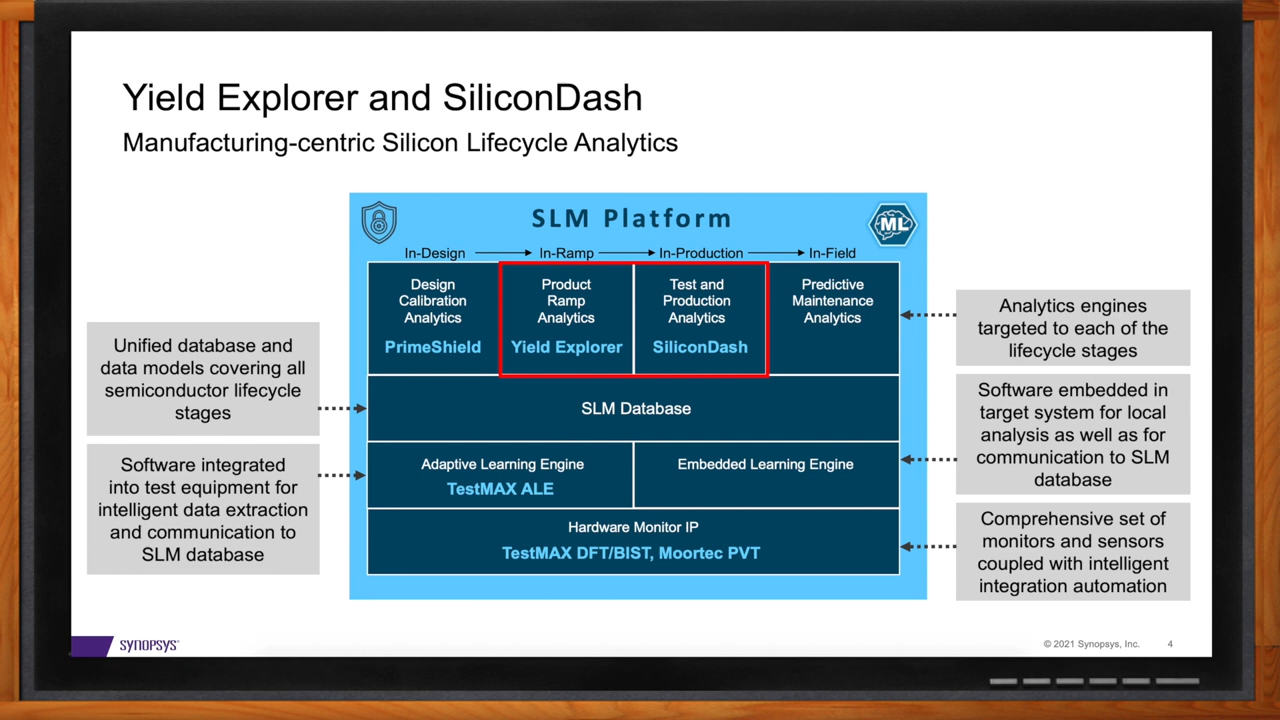 Yield Explorer and SiliconDash
Manufacturing-centric Silicon Lifecycle Analytics
SLM Platform
ML
In-Design
In-Ramp
In-Production
In-Field
Design
Calibration
Analytics
PrimeShield
Product
Ramp
Analytics
Yield Explorer
Test and
Production
Analytics
SiliconDash
Predictive
Maintenance
Analytics
SLM Database
Adaptive Learning Engine
TestMAX ALE
Embedded Learning Engine
Hardware Monitor IP
TestMAX DFT/BIST, Moortec PVT
Unified database and
data models covering all
semiconductor lifecycle
stages
Software integrated
into test equipment for
intelligent data extraction
and communication to
SLM database
Analytics engines
targeted to each of the
lifecycle stages
Software embedded in
target system for local
analysis as well as for
communication to SLM
database
Comprehensive set of
monitors and sensors
coupled with intelligent
integration automation
SYNOPSYS®
© 2021 Synopsys, Inc.
4